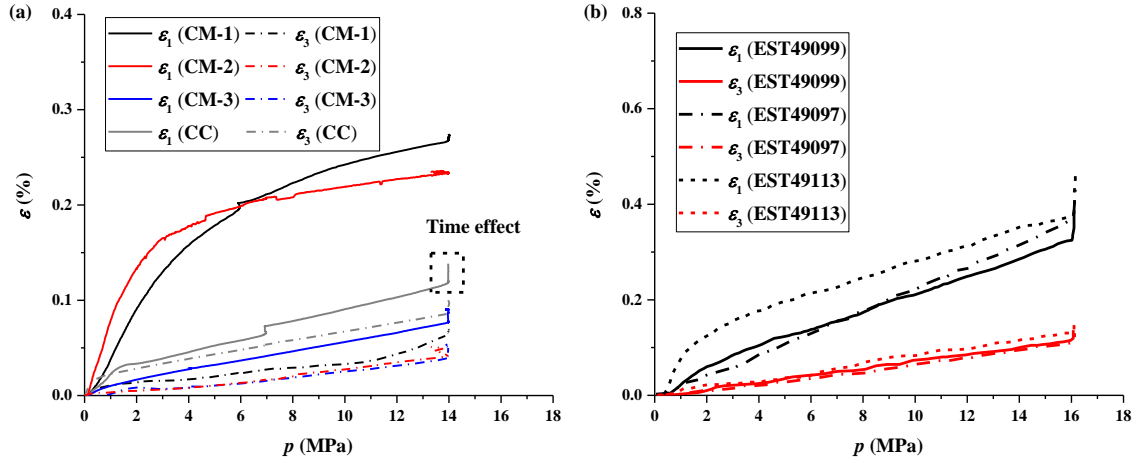 (a)
0.4
0.3
0.2
0.1
0.0
ε (%)
ε1 (CM-1) ε3 (CM-1)
ε1 (CM-2) ε3 (CM-2)
ε1 (CM-3) ε3 (CM-3)
ε1 (CC) ε3 (CC)
Time effect
0 2 4 6 8 10 12 14 16 18
p (MPa)
(b)
0.8
0.6
0.4
0.2
0.0
ε (%)
ε1 (EST49099)
ε3 (EST49099)
ε1 (EST49097)
ε3 (EST49097)
ε1 (EST49113)
ε3 (EST49113)
0 2 4 6 8 10 12 14 16 18
p (MPa)